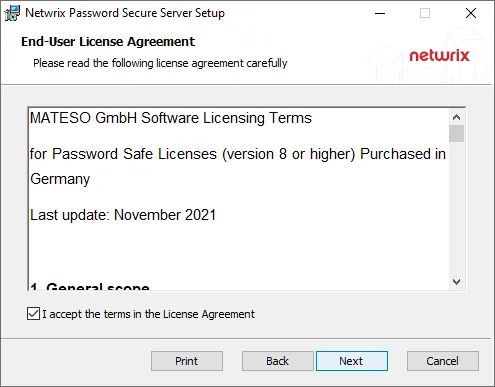 Netwrix Password Secure Server Setup
End-User License Agreement
Please read the following license agreement carefully
netwrix
MATESO GmbH Software Licensing Terms
for Password Safe Licenses (version 8 or higher) Purchased in
Germany
Last update: November 2021
1. General scope
I accept the terms in the License Agreement
Print
Back
Next
Cancel